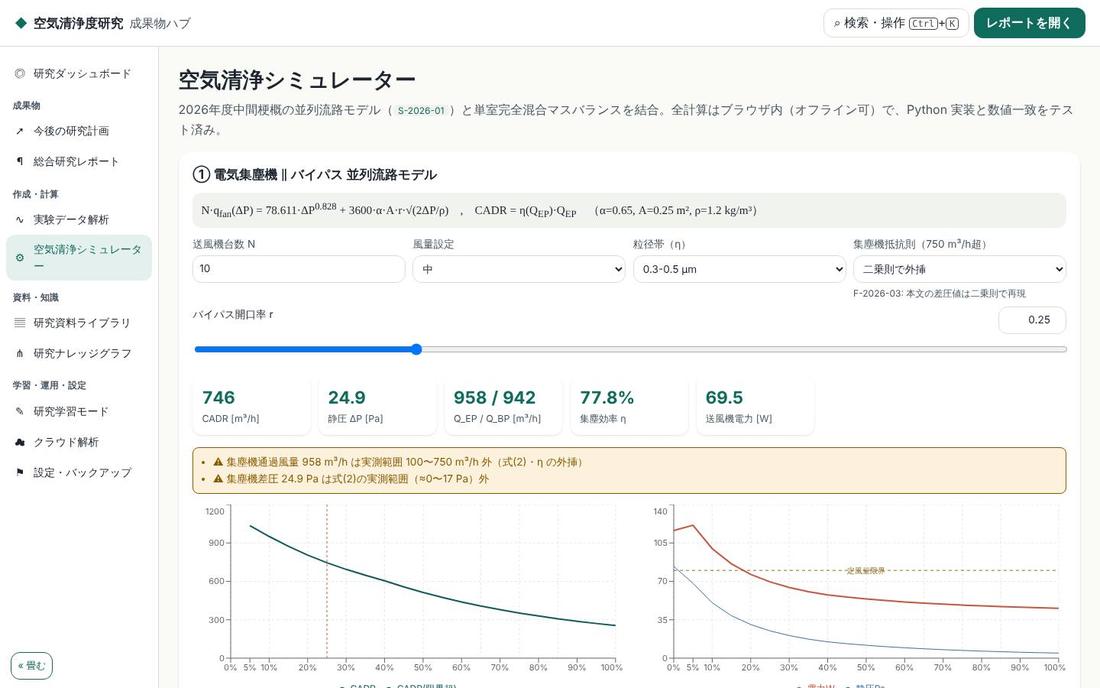 ◆ 空気清浄度研究 成果物ハブ
⌕ 検索・操作 Ctrl+K
レポートを開く
◎ 研究ダッシュボード
成果物
↗ 今後の研究計画
¶ 総合研究レポート
作成・計算
∿ 実験データ解析
⚙ 空気清浄シミュレータ
ー
資料・知識
▤ 研究資料ライブラリ
⋔ 研究ナレッジグラフ
学習・運用・設定
✎ 研究学習モード
☁ クラウド解析
⚑ 設定・バックアップ
« 畳む
空気清浄シミュレーター
2026年度中間梗概の並列流路モデル（ S-2026-01 ）と単室完全混合マスバランスを結合。全計算はブラウザ内（オフライン可）で、Python 実装と数値一致をテス
ト済み。
① 電気集塵機 ∥ バイパス 並列流路モデル
N·qfan(ΔP) = 78.611·ΔP0.828 + 3600·α·A·r·√(2ΔP/ρ) , CADR = η(QEP)·QEP （α=0.65, A=0.25 m², ρ=1.2 kg/m³）
送風機台数 N
10
風量設定
中
粒径帯（η）
0.3-0.5 μm
集塵機抵抗則（750 m³/h超）
二乗則で外挿
F-2026-03: 本文の差圧値は二乗則で再現
バイパス開口率 r
0.25
746
CADR [m³/h]
24.9
静圧 ΔP [Pa]
958 / 942
Q_EP / Q_BP [m³/h]
77.8%
集塵効率 η
69.5
送風機電力 [W]
• ⚠ 集塵機通過風量 958 m³/h は実測範囲 100〜750 m³/h 外（式(2)・η の外挿）
• ⚠ 集塵機差圧 24.9 Pa は式(2)の実測範囲（≈0〜17 Pa）外
1200
900
600
300
0
0% 5% 10% 20% 30% 40% 50% 60% 70% 80% 90% 100%
140
105
70
35
0
定風量限界
0% 5% 10% 20% 30% 40% 50% 60% 70% 80% 90% 100%